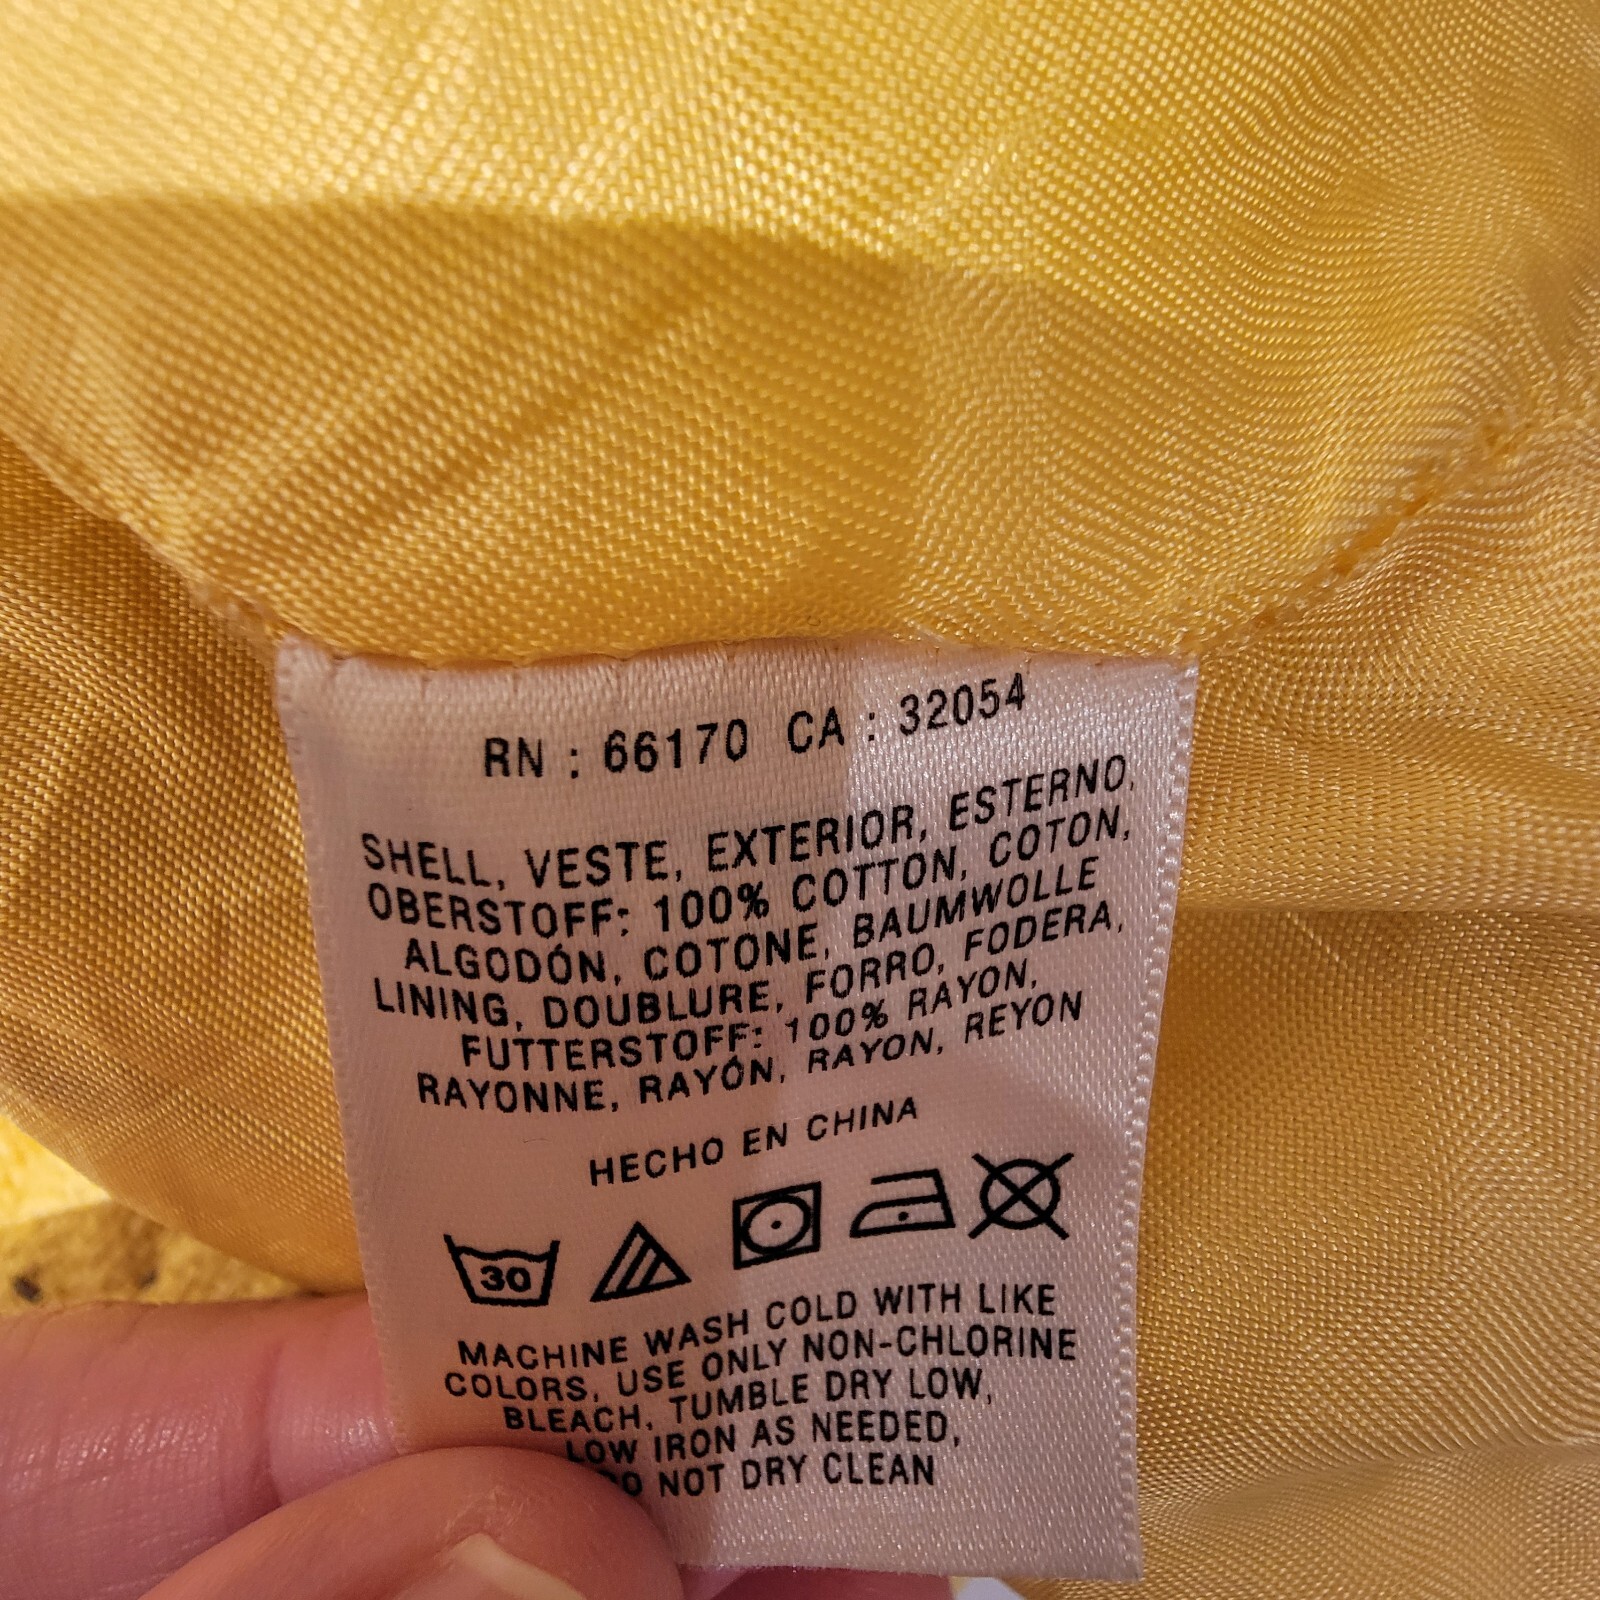 RN : 66170 CA : 32054
SHELL, VESTE, EXTERIOR, ESTERNO,
OBERSTOFF: 100% COTTON, COTON,
ALGODÓN, COTONE, BAUMWOLLE
LINING, DOUBLURE, FORRO, FODERA,
FUTTERSTOFF: 100% RAYON,
RAYONNE, RAYÓN, RAYON, REYON
HECHO EN CHINA
30
MACHINE WASH COLD WITH LIKE
COLORS, USE ONLY NON-CHLORINE
BLEACH, TUMBLE DRY LOW,
LOW IRON AS NEEDED,
DO NOT DRY CLEAN